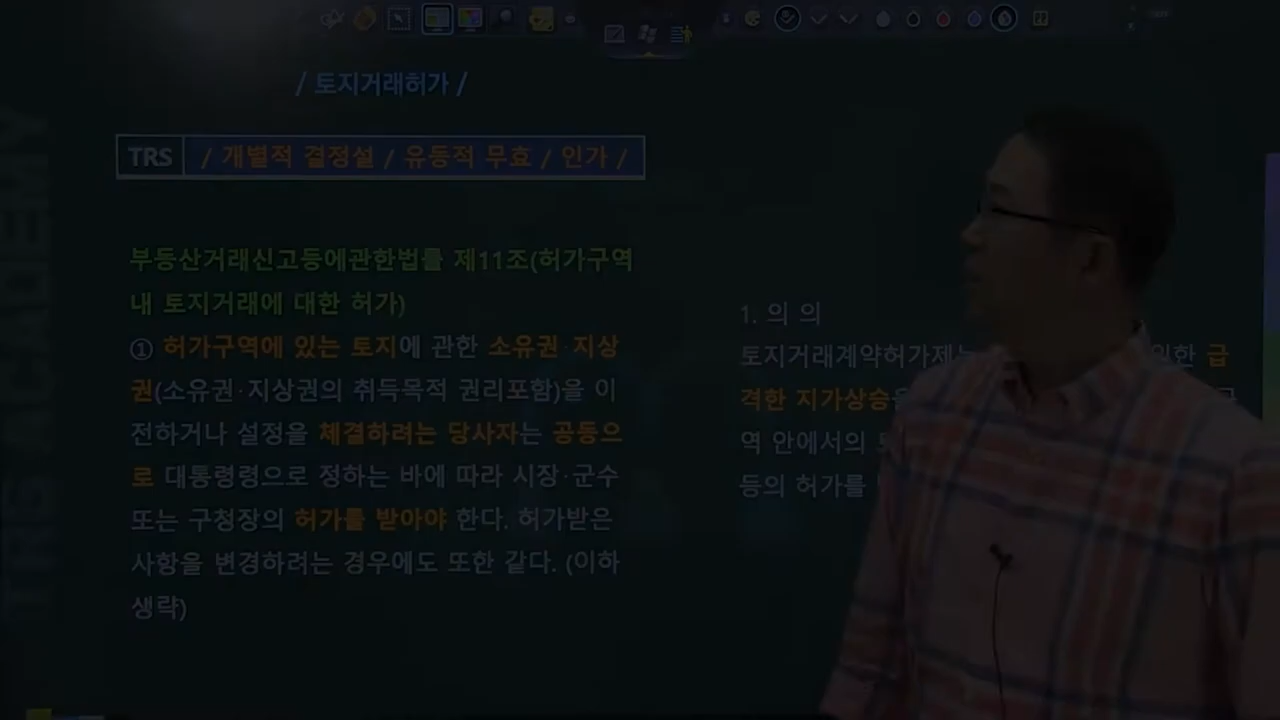 / 토지거래허가 /
TRS / 개별적 결정설 / 유동적 무효 / 인가 /
부동산거래신고등에관한법률 제11조(허가구역
내 토지거래에 대한 허가)
① 허가구역에 있는 토지에 관한 소유권·지상
권(소유권·지상권의 취득목적 권리포함)을 이
전하거나 설정을 체결하려는 당사자는 공동으
로 대통령령으로 정하는 바에 따라 시장·군수
또는 구청장의 허가를 받아야 한다. 허가받은
사항을 변경하려는 경우에도 또한 같다. (이하
생략)
1. 의 의
토지거래계약허가제 급
격한 지가상승
역 안에서의
등의 허가를
TRS ACADEMY